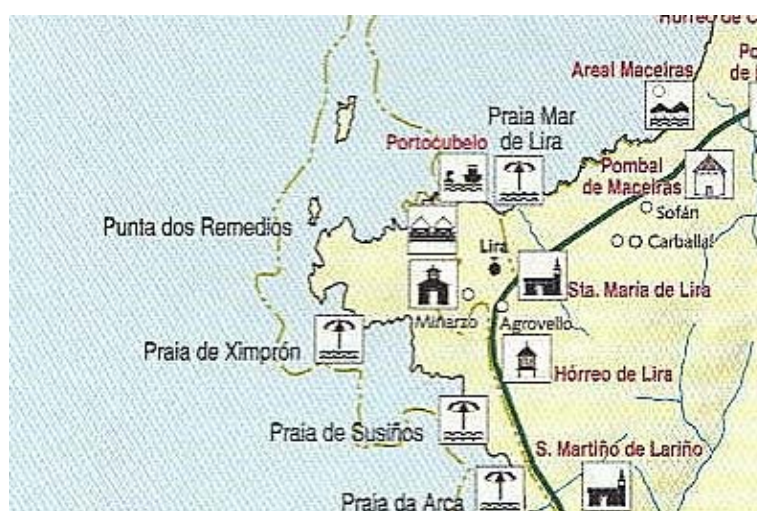 Areal Maceiras
Praia Mar
de Lira
Portocubelo
Pombal
de Maceiras
Punta dos Remedios
Sofán
Carballal
Lira
Sta. María de Lira
Miñarzo
Agrovello
Praia de Ximprón
Hórreo de Lira
Praia de Susiños
S. Martiño de Lariño
Praia da Arca